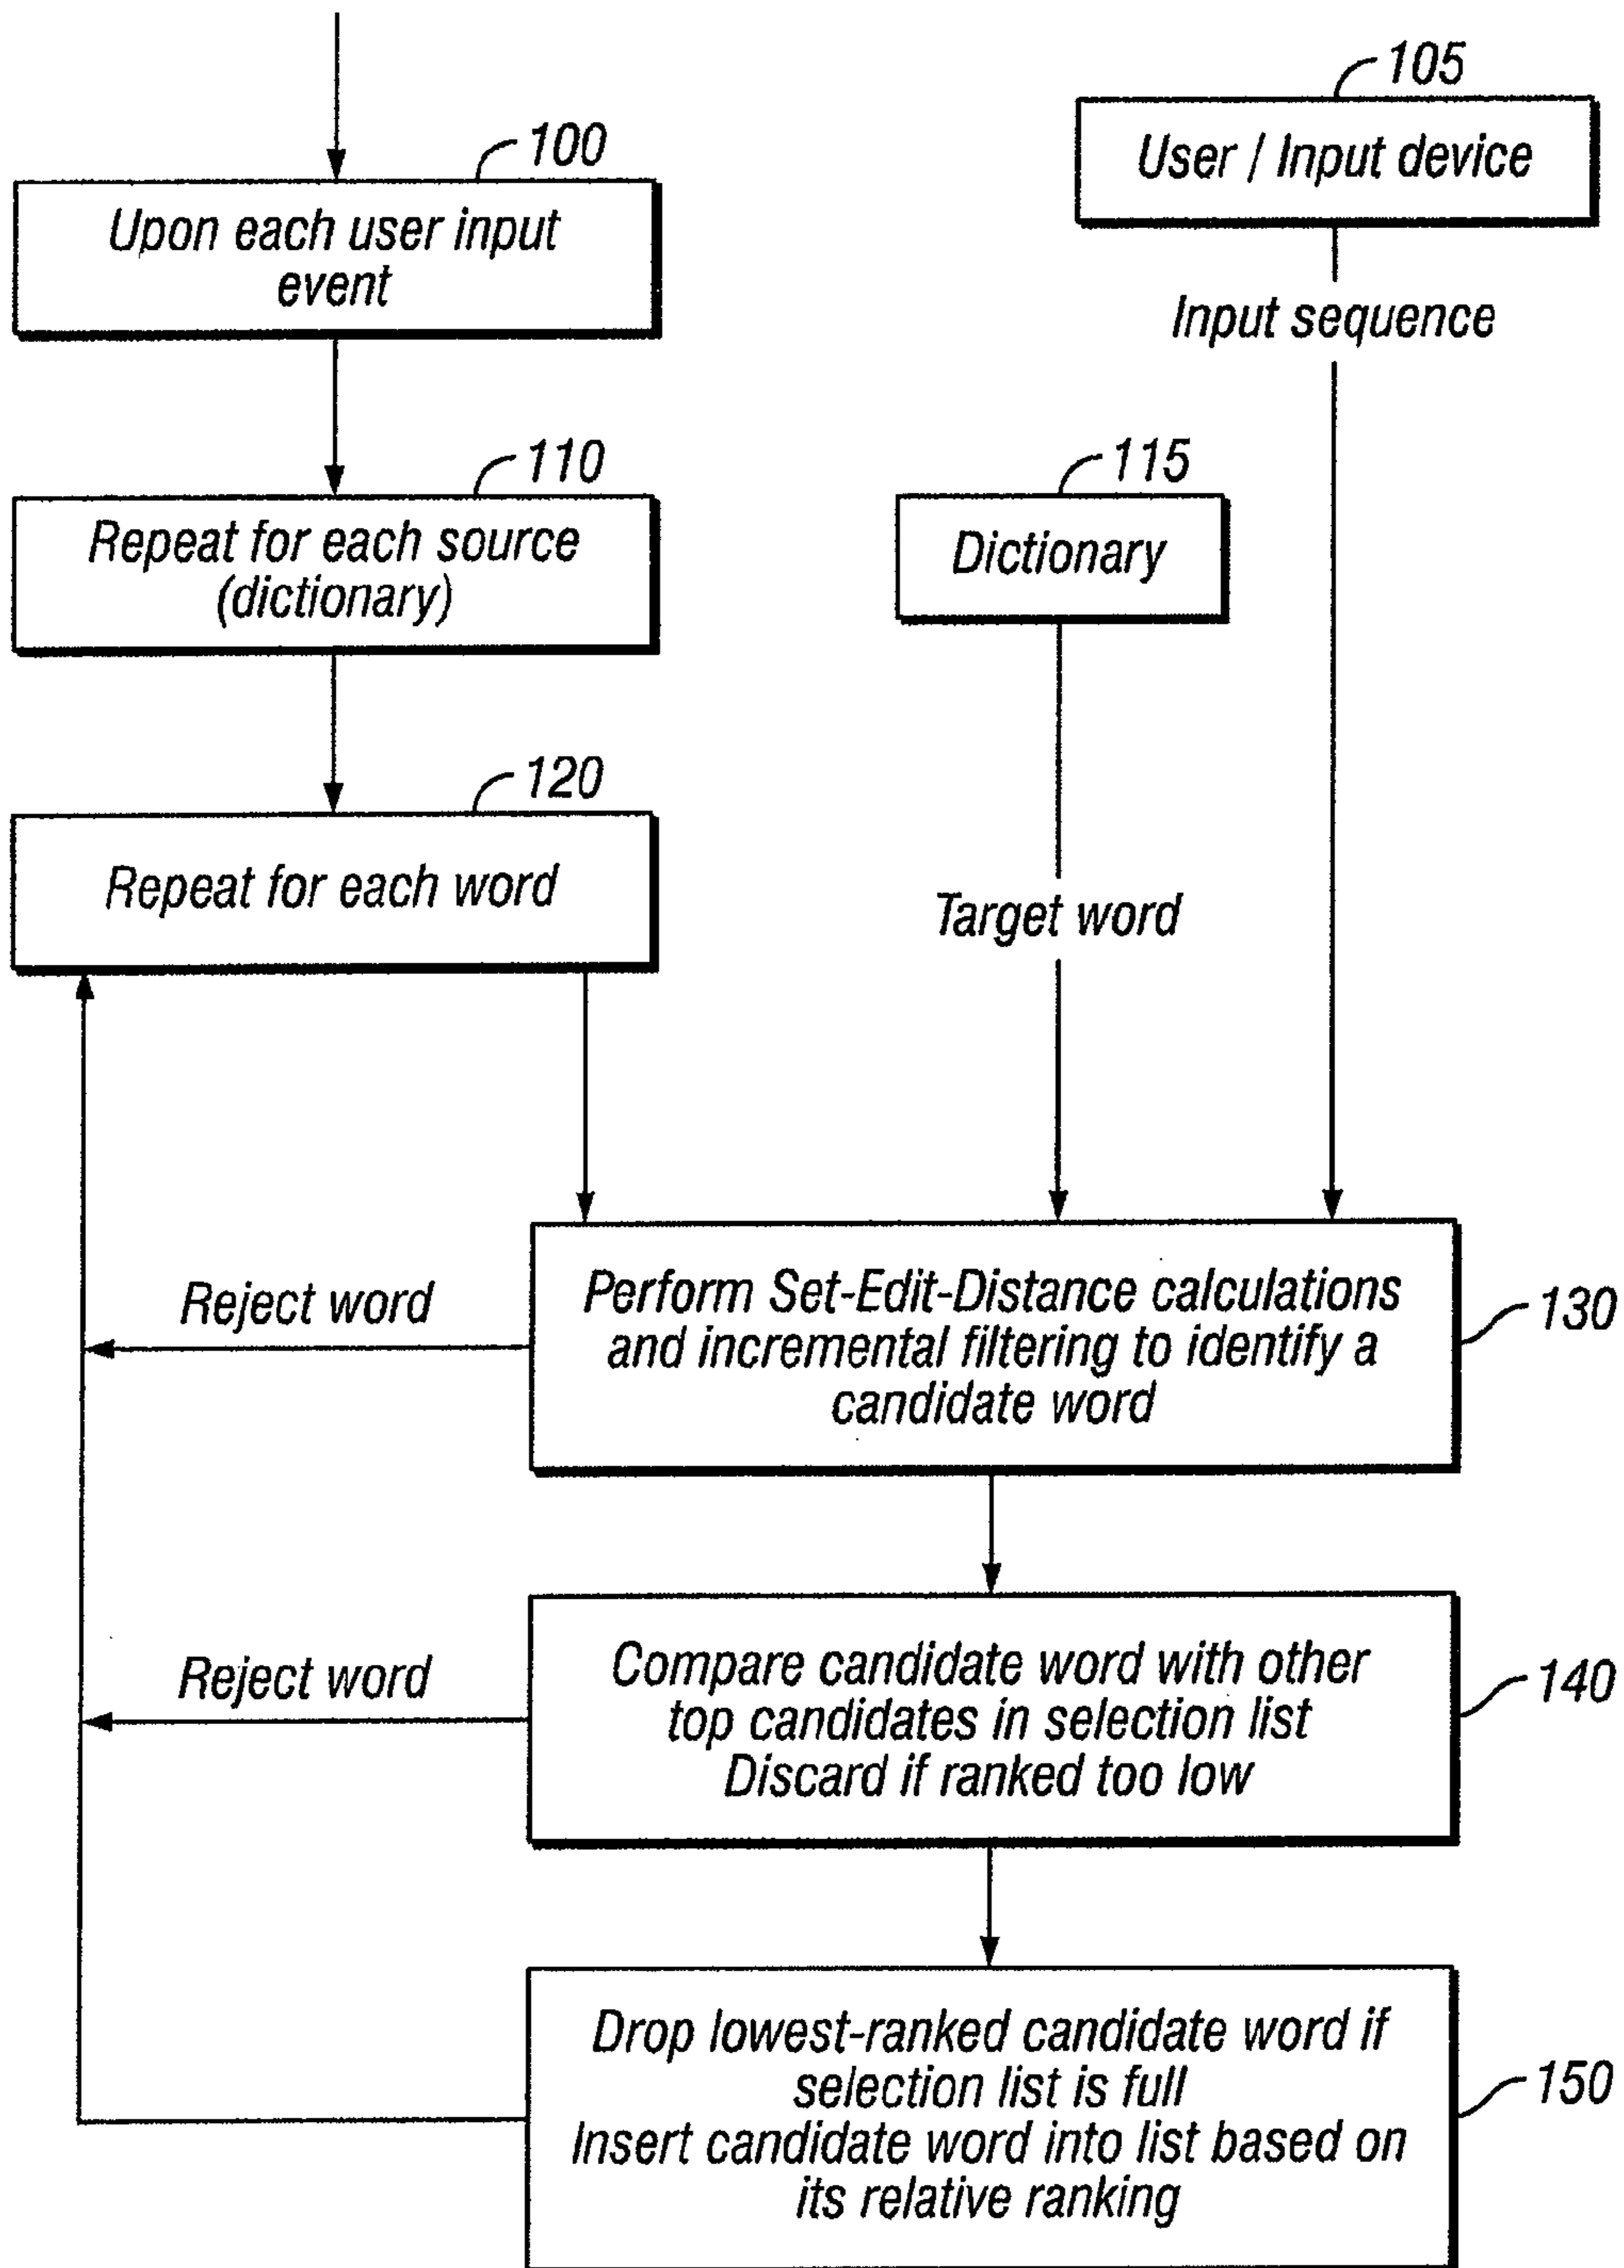 100
105
User / Input device
Upon each user input
event
Input sequence
110
115
Repeat for each source
(dictionary)
Dictionary
120
Repeat for each word
Target word
Reject word
Perform Set-Edit-Distance calculations
and incremental filtering to identify a
candidate word
130
Reject word
Compare candidate word with other
top candidates in selection list
Discard if ranked too low
140
Drop lowest-ranked candidate word if
selection list is full
Insert candidate word into list based on
its relative ranking
150